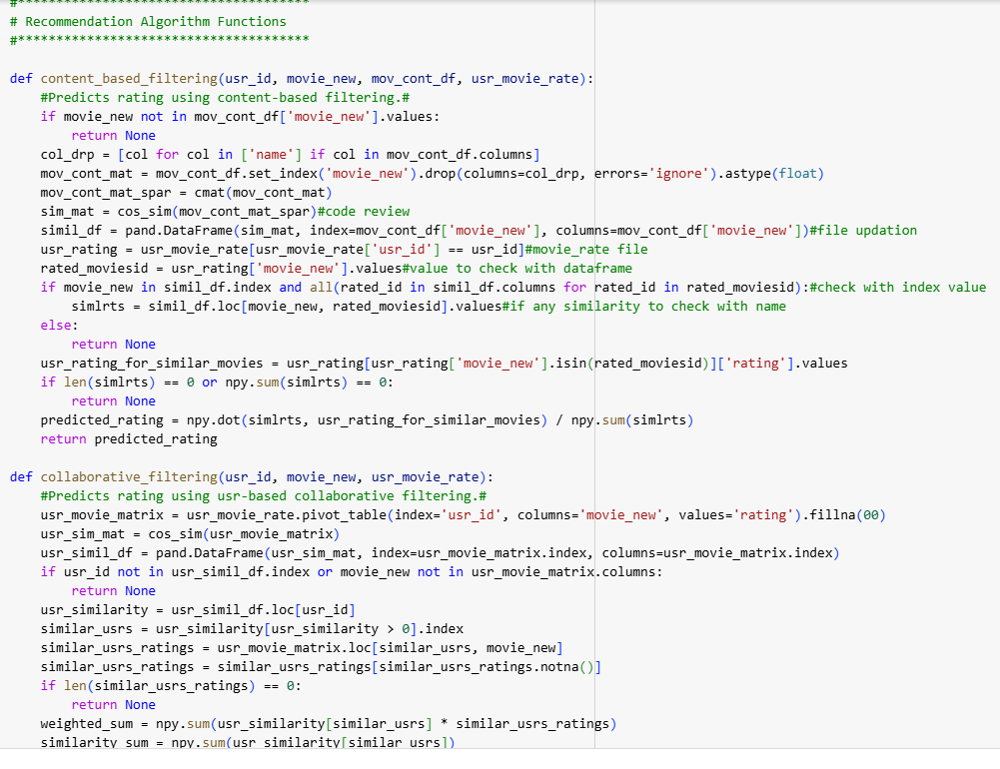 #**************************************
# Recommendation Algorithm Functions
#**************************************
def content_based_filtering(usr_id, movie_new, mov_cont_df, usr_movie_rate):
    #Predicts rating using content-based filtering.#
    if movie_new not in mov_cont_df['movie_new'].values:
        return None
    col_drp = [col for col in ['name'] if col in mov_cont_df.columns]
    mov_cont_mat = mov_cont_df.set_index('movie_new').drop(columns=col_drp, errors='ignore').astype(float)
    mov_cont_mat_spar = cmat(mov_cont_mat)
    sim_mat = cos_sim(mov_cont_mat_spar)#code review
    simil_df = pand.DataFrame(sim_mat, index=mov_cont_df['movie_new'], columns=mov_cont_df['movie_new'])#file updation
    usr_rating = usr_movie_rate[usr_movie_rate['usr_id'] == usr_id]#movie_rate file
    rated_moviesid = usr_rating['movie_new'].values#value to check with dataframe
    if movie_new in simil_df.index and all(rated_id in simil_df.columns for rated_id in rated_moviesid):#check with index value
        simlrts = simil_df.loc[movie_new, rated_moviesid].values#if any similarity to check with name
    else:
        return None
    usr_rating_for_similar_movies = usr_rating[usr_rating['movie_new'].isin(rated_moviesid)]['rating'].values
    if len(simlrts) == 0 or npy.sum(simlrts) == 0:
        return None
    predicted_rating = npy.dot(simlrts, usr_rating_for_similar_movies) / npy.sum(simlrts)
    return predicted_rating
def collaborative_filtering(usr_id, movie_new, usr_movie_rate):
    #Predicts rating using usr-based collaborative filtering.#
    usr_movie_matrix = usr_movie_rate.pivot_table(index='usr_id', columns='movie_new', values='rating').fillna(00)
    usr_sim_mat = cos_sim(usr_movie_matrix)
    usr_simil_df = pand.DataFrame(usr_sim_mat, index=usr_movie_matrix.index, columns=usr_movie_matrix.index)
    if usr_id not in usr_simil_df.index or movie_new not in usr_movie_matrix.columns:
        return None
    usr_similarity = usr_simil_df.loc[usr_id]
    similar_usrs = usr_similarity[usr_similarity > 0].index
    similar_usrs_ratings = usr_movie_matrix.loc[similar_usrs, movie_new]
    similar_usrs_ratings = similar_usrs_ratings[similar_usrs_ratings.notna()]
    if len(similar_usrs_ratings) == 0:
        return None
    weighted_sum = npy.sum(usr_similarity[similar_usrs] * similar_usrs_ratings)
    similarity_sum = npy.sum(usr_similarity[similar_usrs])